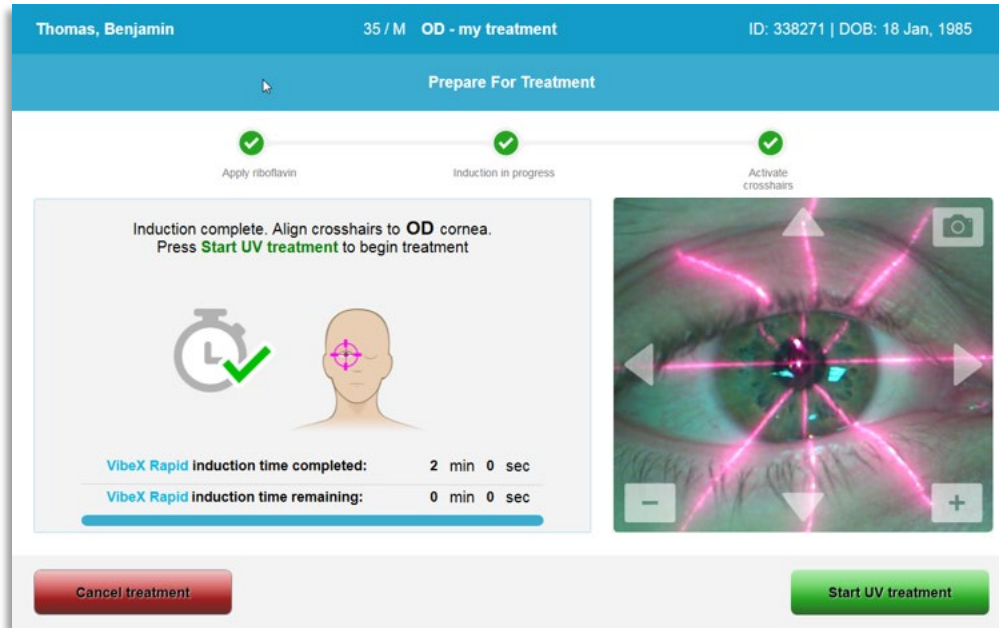 Thomas, Benjamin 35 / M OD - my treatment ID: 338271 | DOB: 18 Jan, 1985
Prepare For Treatment
Apply riboflavin Induction in progress Activate
crosshairs
Induction complete. Align crosshairs to OD cornea.
Press Start UV treatment to begin treatment
VibeX Rapid induction time completed: 2 min 0 sec
VibeX Rapid induction time remaining: 0 min 0 sec
Cancel treatment Start UV treatment